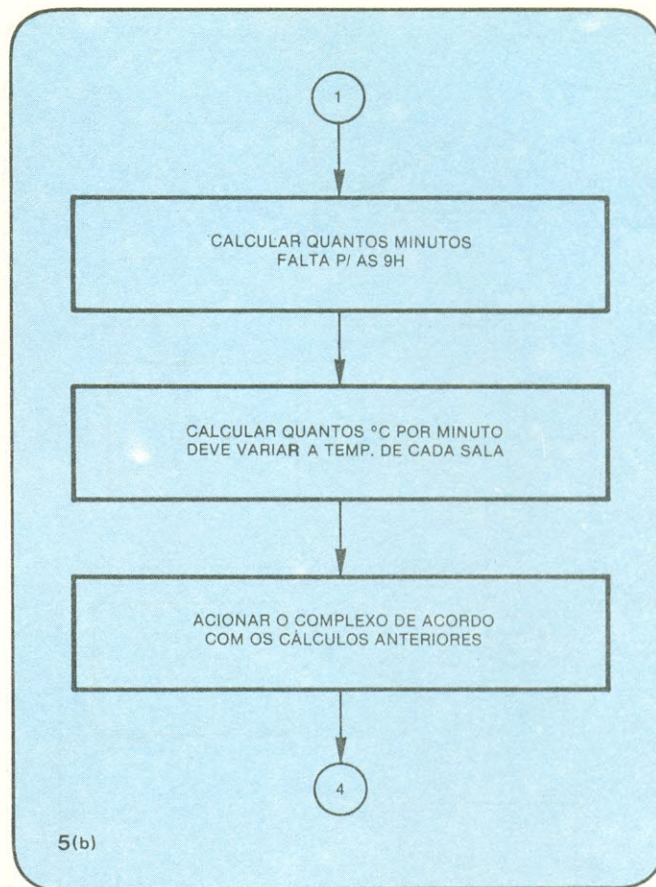 1
CALCULAR QUANTOS MINUTOS
FALTA P/ AS 9H
CALCULAR QUANTOS °C POR MINUTO
DEVE VARIAR A TEMP. DE CADA SALA
ACIONAR O COMPLEXO DE ACORDO
COM OS CÁLCULOS ANTERIORES
4
5(b)